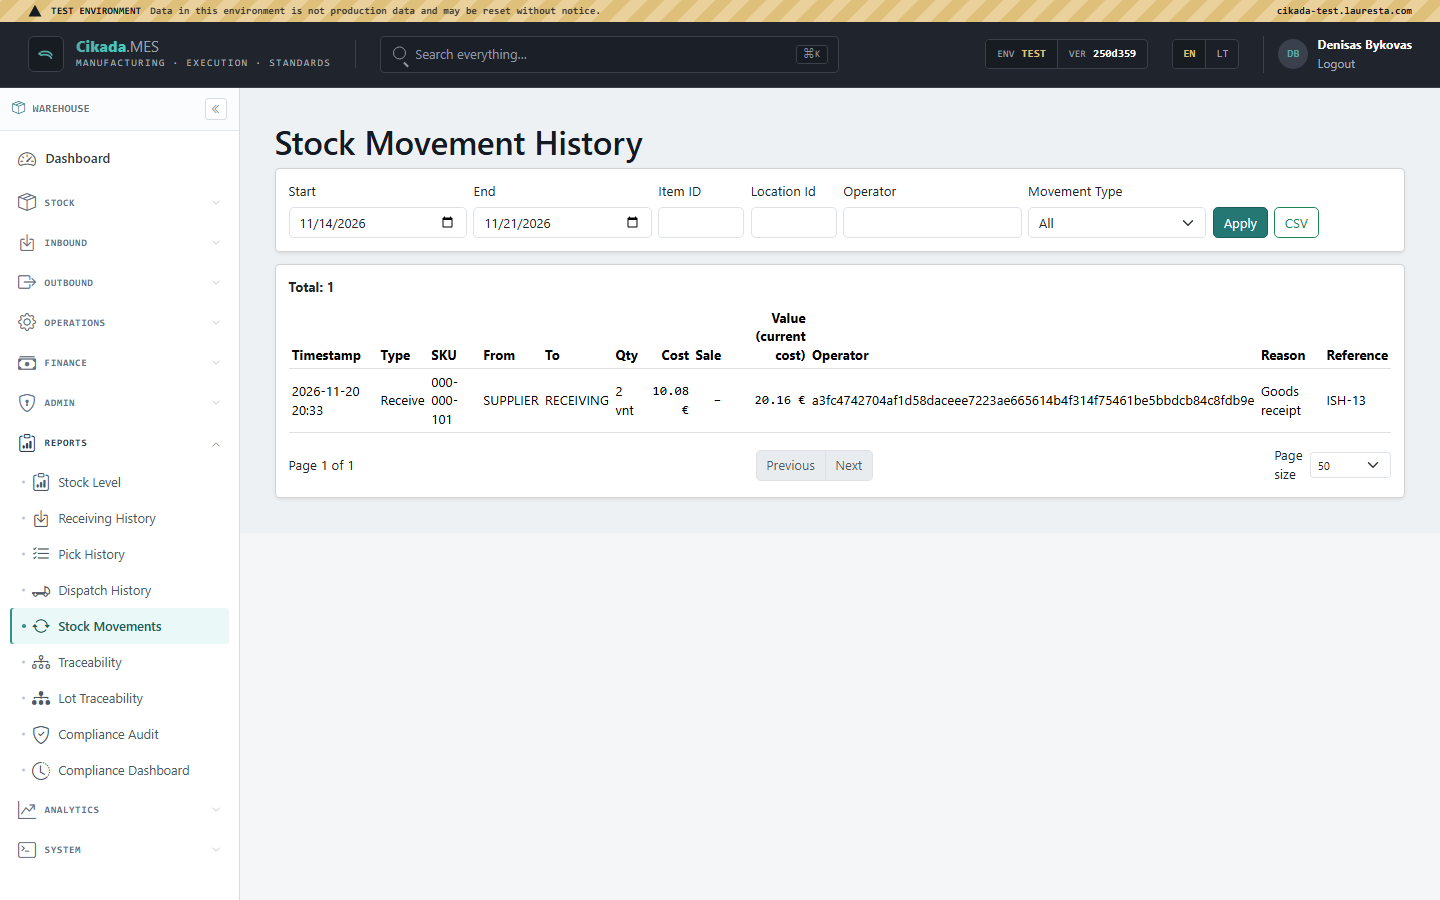 TEST ENVIRONMENT Data in this environment is not production data and may be reset without notice. cikada-test.lauresta.com
Cikada.MES
MANUFACTURING · EXECUTION · STANDARDS
Search everything...
⌘K
ENV TEST VER 250d359
EN LT
DB
Denisas Bykovas
Logout
WAREHOUSE
Dashboard
STOCK
INBOUND
OUTBOUND
OPERATIONS
FINANCE
ADMIN
REPORTS
Stock Level
Receiving History
Pick History
Dispatch History
Stock Movements
Traceability
Lot Traceability
Compliance Audit
Compliance Dashboard
ANALYTICS
SYSTEM
Stock Movement History
Start End Item ID Location Id Operator Movement Type
11/14/2026 11/21/2026 All Apply CSV
Total: 1
Timestamp Type SKU From To Qty Cost Sale Value (current cost) Operator Reason Reference
2026-11-20 20:33 Receive 000-000-101 SUPPLIER RECEIVING 2 vnt 10.08 € – 20.16 € a3fc4742704af1d58daceee7223ae665614b4f314f75461be5bbdcb84c8fdb9e Goods receipt ISH-13
Page 1 of 1 Previous Next Page size 50